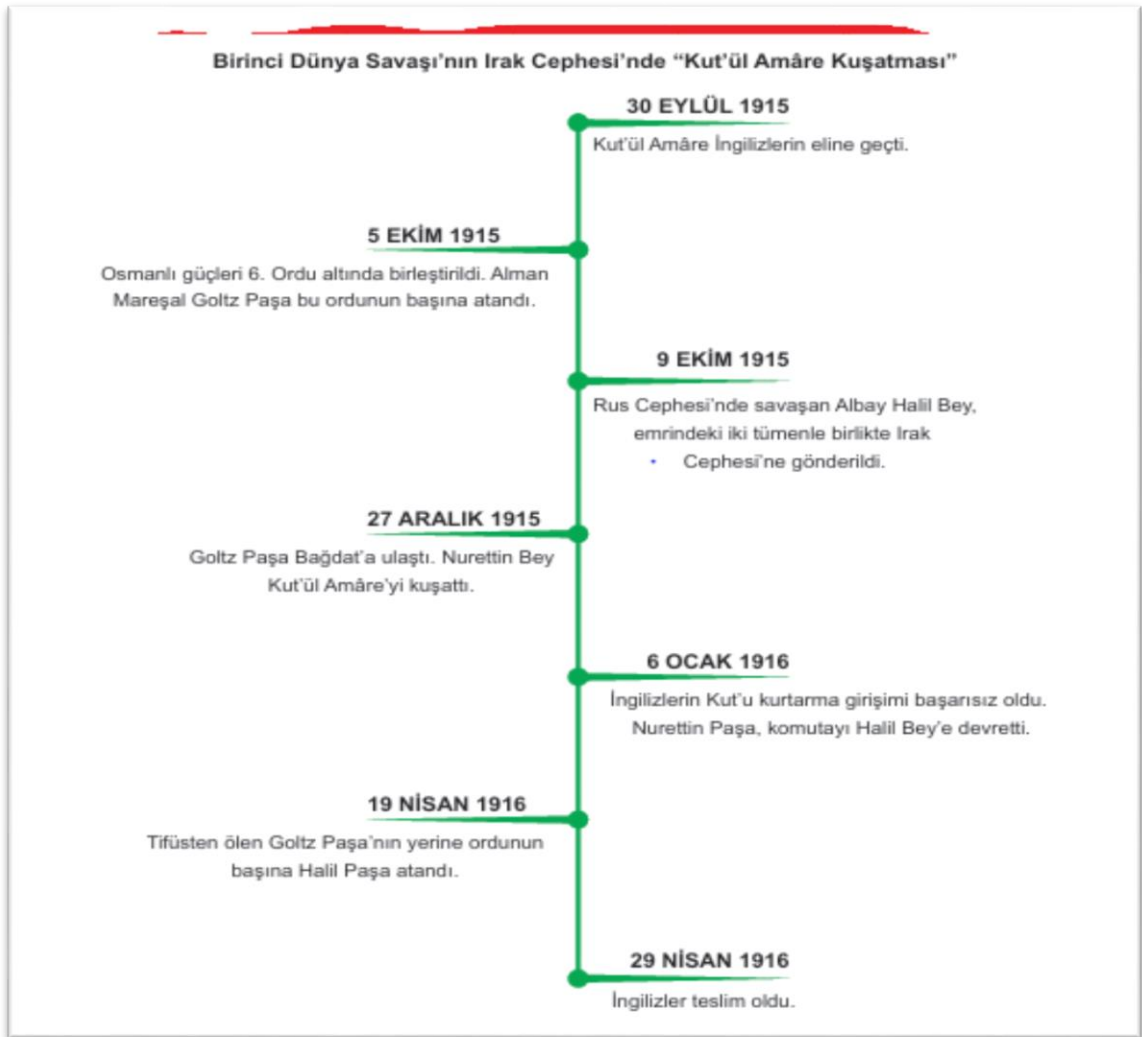 Birinci Dünya Savaşı'nın Irak Cephesi'nde “Kut'ül Amâre Kuşatması”
30 EYLÜL 1915
Kut'ül Amâre İngilizlerin eline geçti.
5 EKİM 1915
Osmanlı güçleri 6. Ordu altında birleştirildi. Alman
Mareşal Goltz Paşa bu ordunun başına atandı.
9 EKİM 1915
Rus Cephesi'nde savaşan Albay Halil Bey,
emrindeki iki tümenle birlikte Irak
• Cephesi'ne gönderildi.
27 ARALIK 1915
Goltz Paşa Bağdat'a ulaştı. Nurettin Bey
Kut'ül Amâre'yi kuşattı.
6 OCAK 1916
İngilizlerin Kut'u kurtarma girişimi başarısız oldu.
Nurettin Paşa, komutayı Halil Bey'e devretti.
19 NİSAN 1916
Tifüsten ölen Goltz Paşa'nın yerine ordunun
başına Halil Paşa atandı.
29 NİSAN 1916
İngilizler teslim oldu.